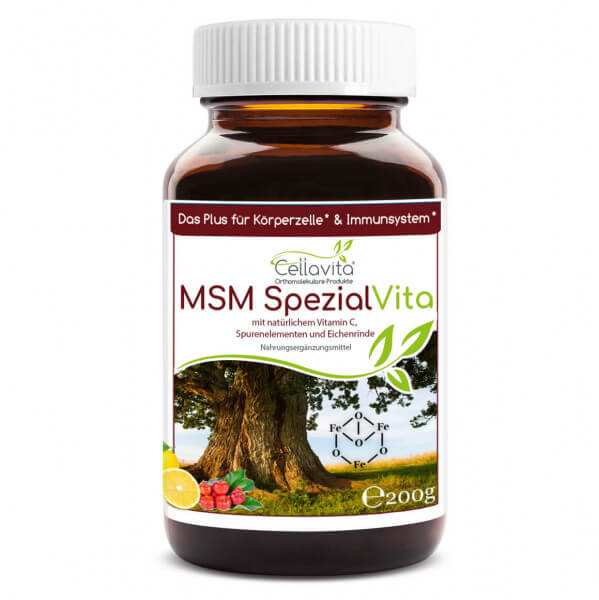 Das Plus für Körperzelle* & Immunsystem*
Cellavita®
Orthomolekulare Produkte
MSM SpezialVita
mit natürlichem Vitamin C,
Spurenelementen und Eichenrinde
Nahrungsergänzungsmittel
O
Fe O Fe
O O
Fe
℮200g